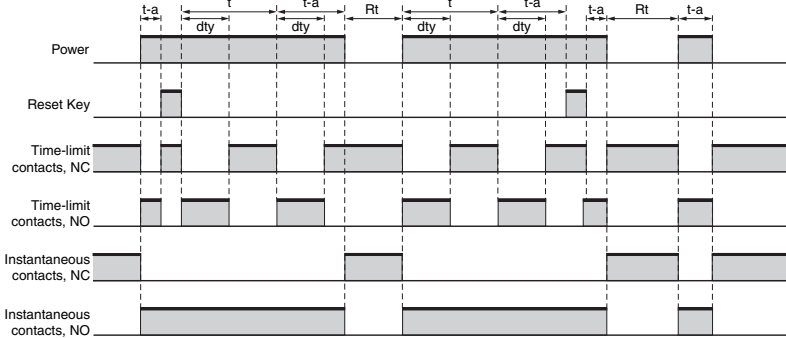 t-a t t-a Rt t t-a t-a Rt t-a
dty dty dty dty
Power
Reset Key
Time-limit
contacts, NC
Time-limit
contacts, NO
Instantaneous
contacts, NC
Instantaneous
contacts, NO